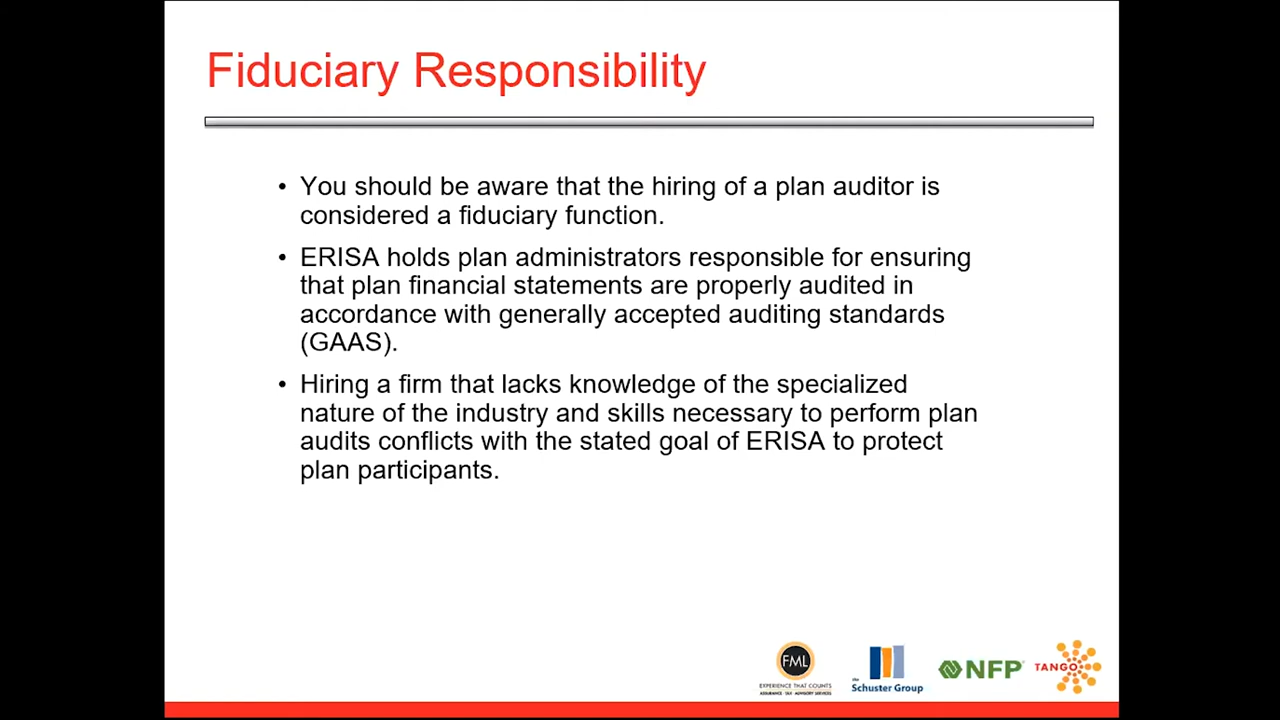 Fiduciary Responsibility
• You should be aware that the hiring of a plan auditor is
considered a fiduciary function.
• ERISA holds plan administrators responsible for ensuring
that plan financial statements are properly audited in
accordance with generally accepted auditing standards
(GAAS).
• Hiring a firm that lacks knowledge of the specialized
nature of the industry and skills necessary to perform plan
audits conflicts with the stated goal of ERISA to protect
plan participants.
FML
EXPERIENCE THAT COUNTS
ASSURANCE · TAX · ADVISORY SERVICES
the
Schuster Group
NFP
TANGO